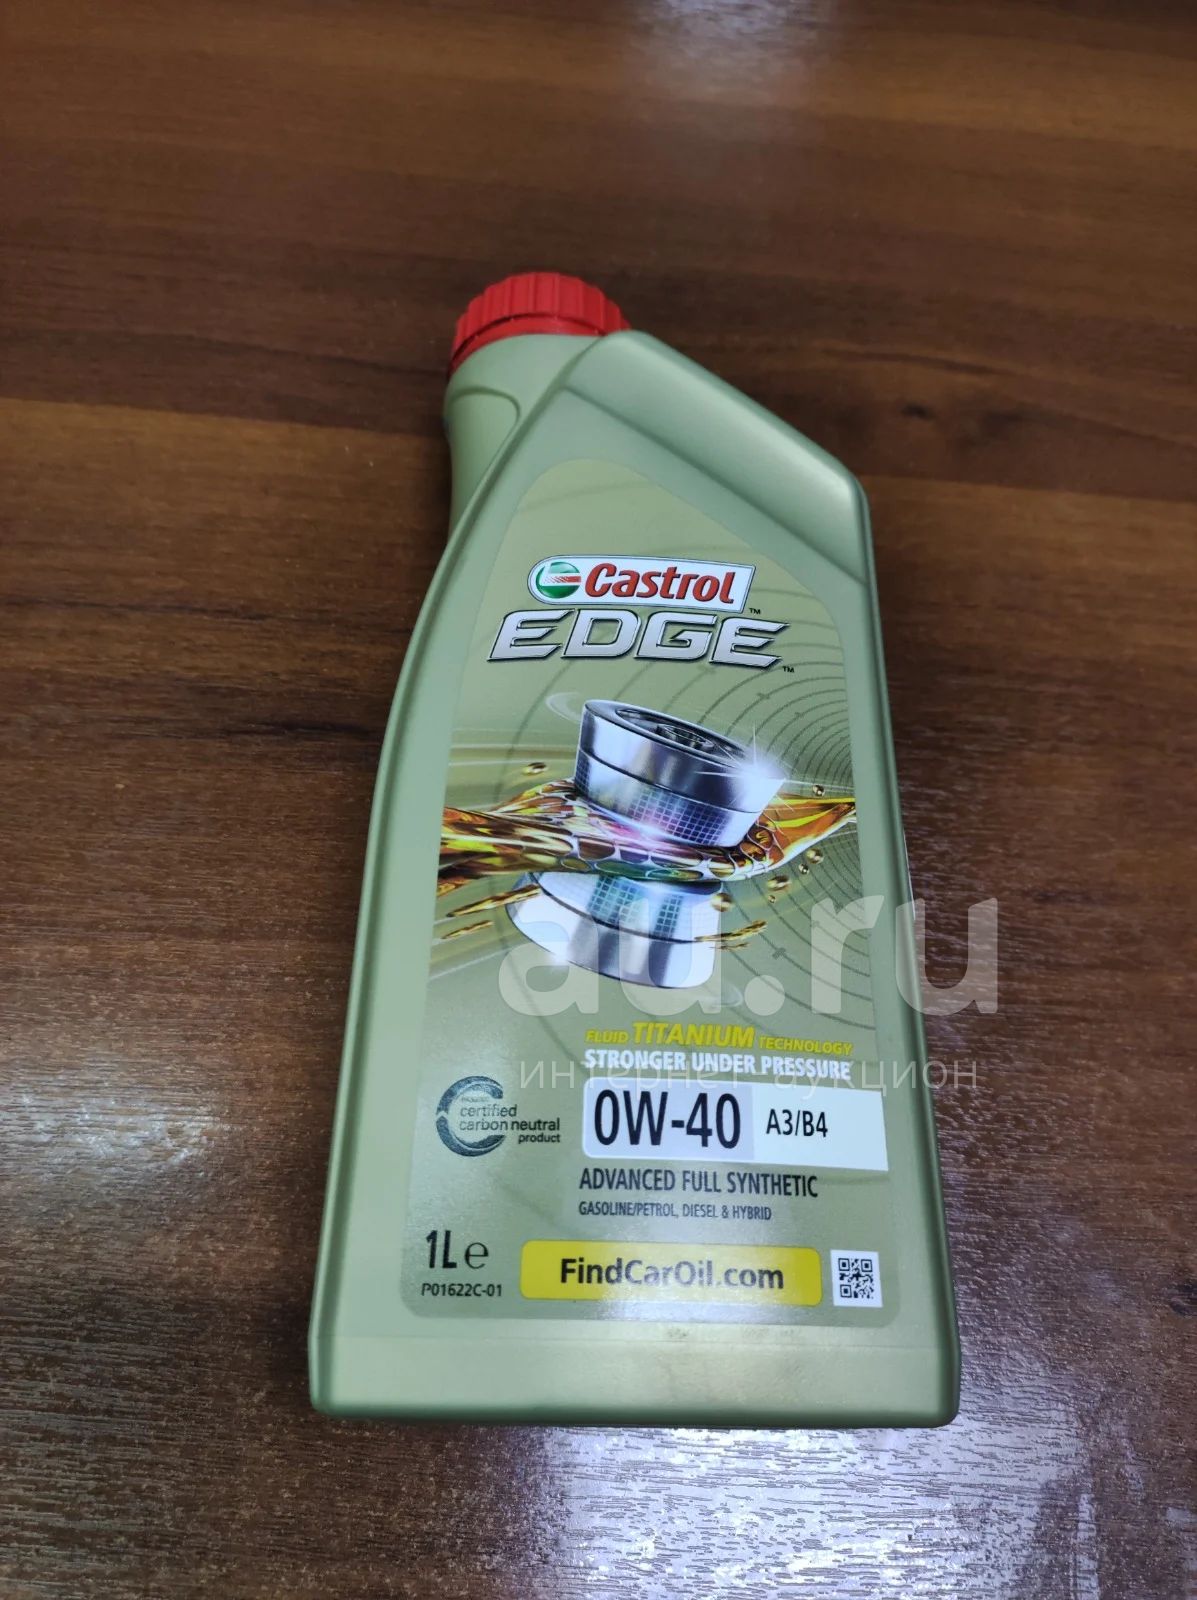 Castrol
EDGE
au.ru
FLUID TITANIUM TECHNOLOGY
STRONGER UNDER PRESSURE
интернет аукцион
certified
carbon neutral
product
0W-40 A3/B4
ADVANCED FULL SYNTHETIC
GASOLINE/PETROL, DIESEL & HYBRID
1L e
P01622C-01
FindCarOil.com